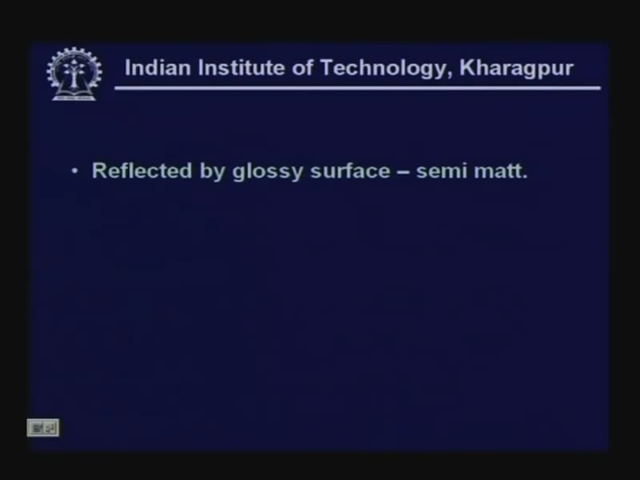 Indian Institute of Technology, Kharagpur
• Reflected by glossy surface – semi matt.